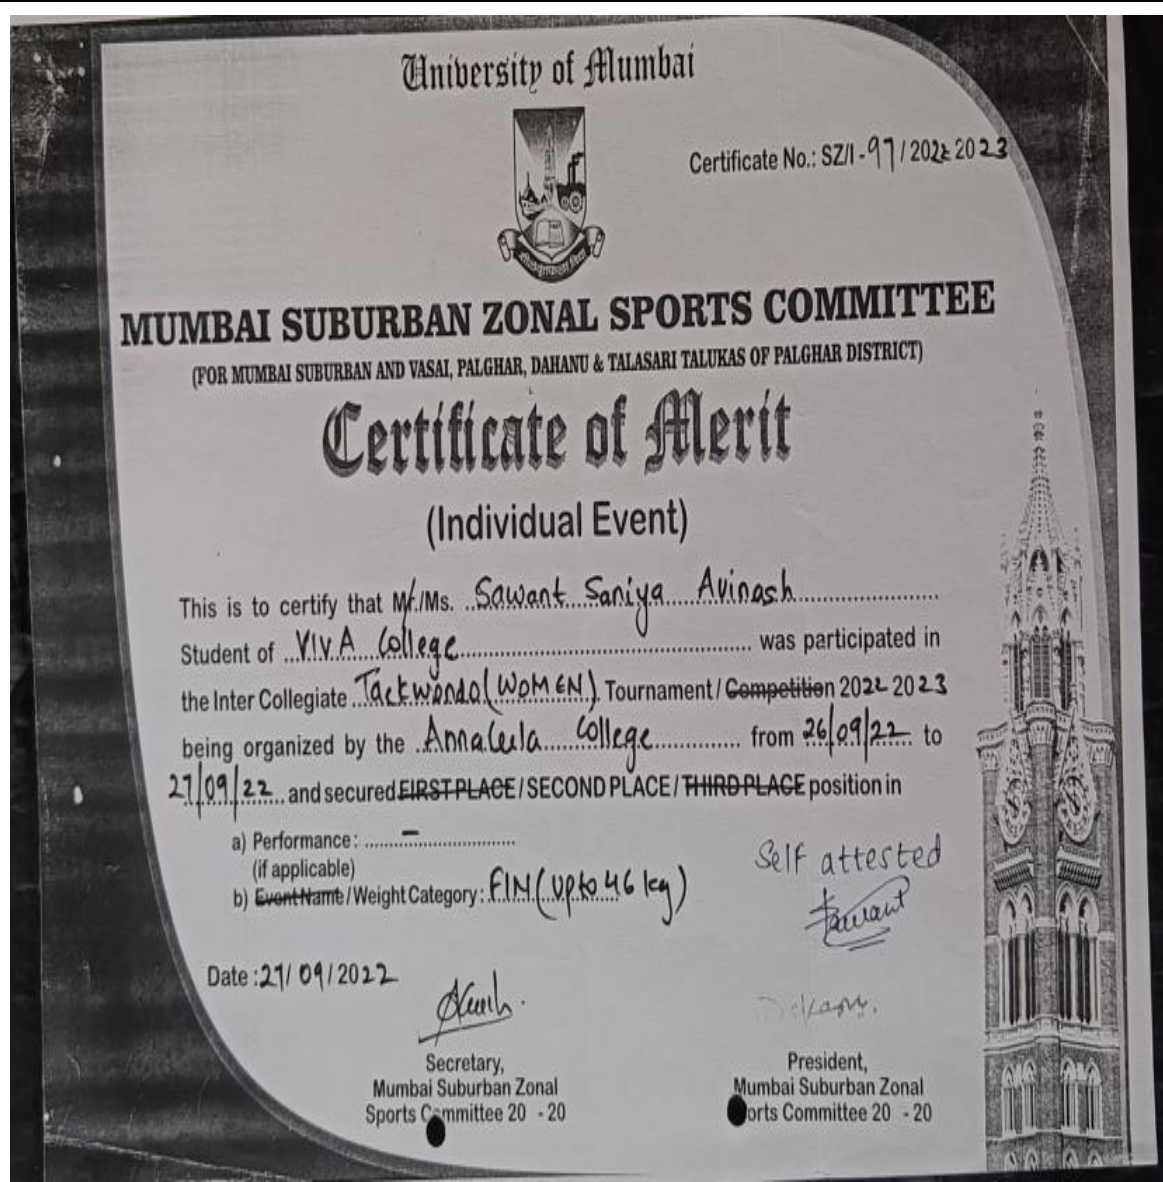 University of Mumbai
Certificate No.: SZ/I - 97 / 2022 2023
MUMBAI SUBURBAN ZONAL SPORTS COMMITTEE
(FOR MUMBAI SUBURBAN AND VASAI, PALGHAR, DAHANU & TALASARI TALUKAS OF PALGHAR DISTRICT)
Certificate of Merit
(Individual Event)
This is to certify that Mr./Ms. Sawant Saniya Avinash
Student of VIVA College was participated in
the Inter Collegiate Taekwondo (WOMEN) Tournament / Competition 2022 2023
being organized by the AnnaLeela College from 26/09/22 to
27/09/22 and secured FIRST PLACE / SECOND PLACE / THIRD PLACE position in
a) Performance : –
(if applicable)
b) Event Name / Weight Category : FIN (upto 46 kg)
Self attested
Sawant
Date : 27/09/2022
Secretary,
Mumbai Suburban Zonal
Sports Committee 20 - 20
President,
Mumbai Suburban Zonal
Sports Committee 20 - 20